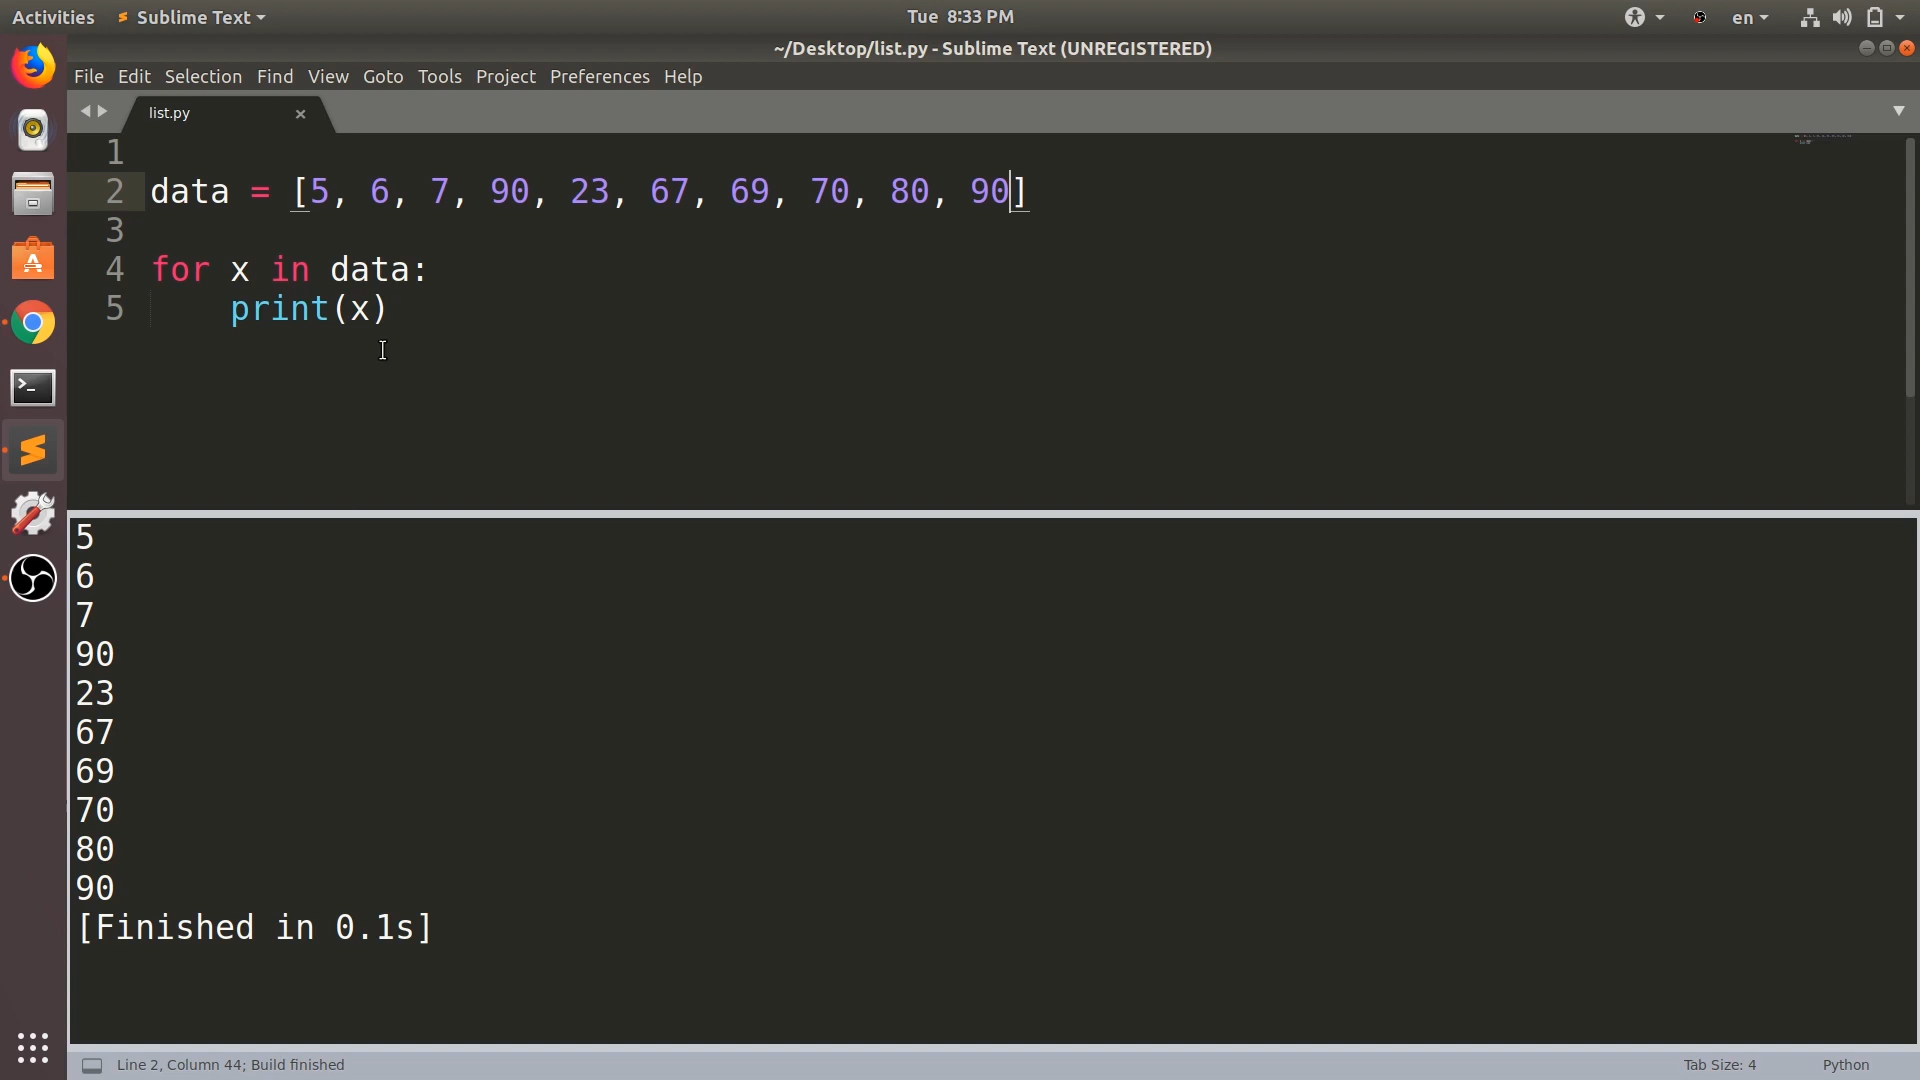 Activities Sublime Text Tue 8:33 PM en
~/Desktop/list.py - Sublime Text (UNREGISTERED)
File Edit Selection Find View Goto Tools Project Preferences Help
list.py
1
2 data = [5, 6, 7, 90, 23, 67, 69, 70, 80, 90]
3
4 for x in data:
5     print(x)
5
6
7
90
23
67
69
70
80
90
[Finished in 0.1s]
Line 2, Column 44; Build finished Tab Size: 4 Python